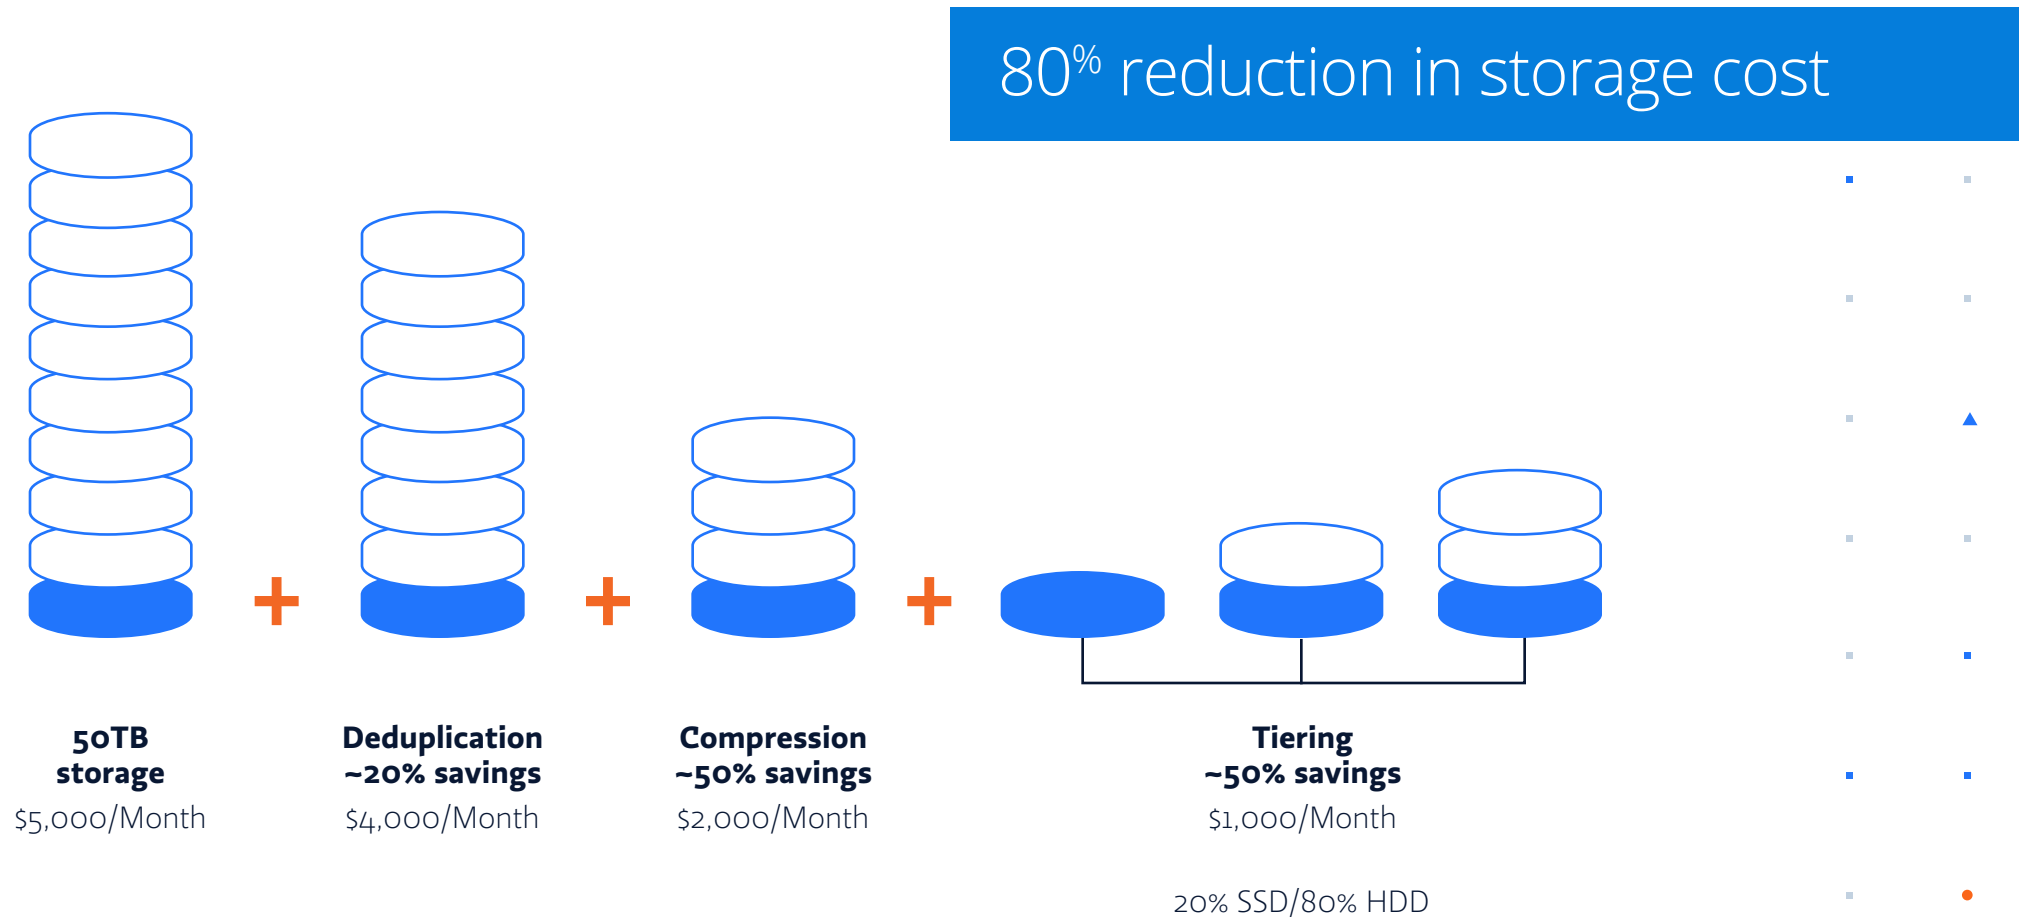 80% reduction in storage cost
50TB
storage
$5,000/Month
Deduplication
~20% savings
$4,000/Month
Compression
~50% savings
$2,000/Month
Tiering
~50% savings
$1,000/Month
20% SSD/80% HDD